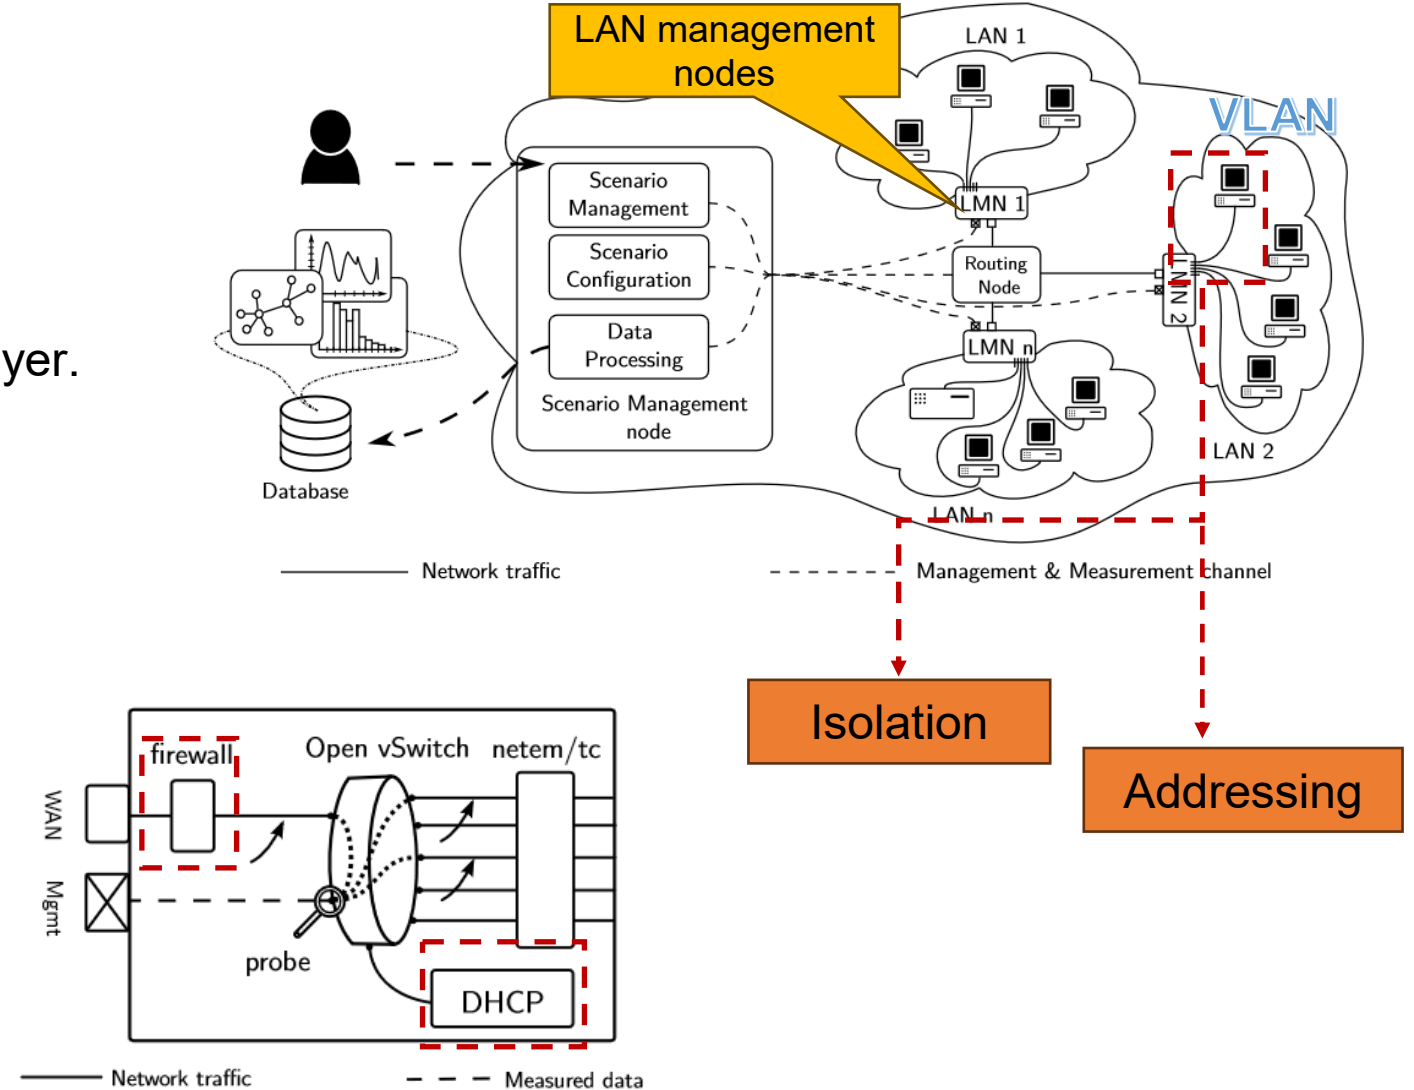 LAN management
nodes
LAN 1
VLAN
Scenario
Management
LMN 1
Scenario
Configuration
Routing
Node
LMN 2
Data
Processing
LMN n
yer.
Scenario Management
node
LAN 2
Database
LAN n
Network traffic
Management & Measurement channel
Isolation
Addressing
firewall
Open vSwitch
netem/tc
WAN
Mgmt
probe
DHCP
Network traffic
Measured data